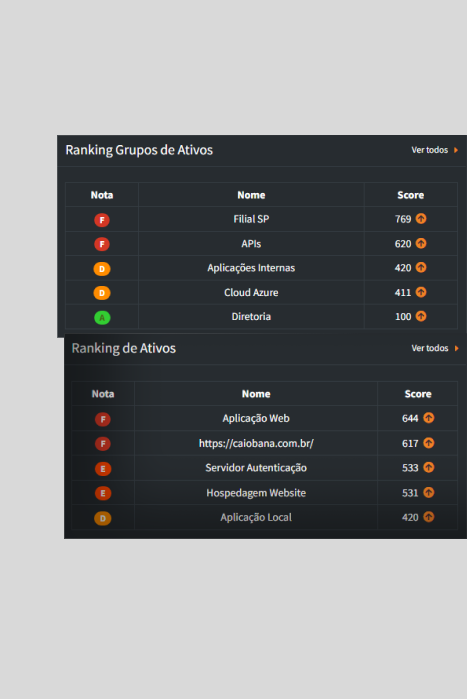 Ranking Grupos de Ativos Ver todos
Nota Nome Score
F Filial SP 769
F APIs 620
D Aplicações Internas 420
D Cloud Azure 411
A Diretoria 100
Ranking de Ativos Ver todos
Nota Nome Score
F Aplicação Web 644
F https://caiobana.com.br/ 617
E Servidor Autenticação 533
E Hospedagem Website 531
D Aplicação Local 420